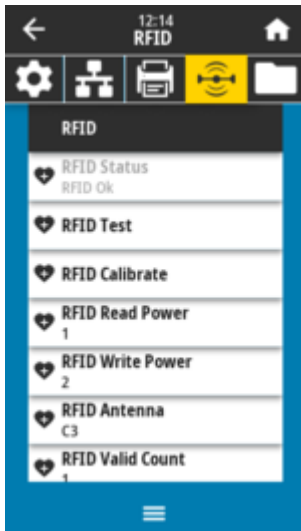 12:14
RFID
RFID
RFID Status
RFID Ok
RFID Test
RFID Calibrate
RFID Read Power
1
RFID Write Power
2
RFID Antenna
C3
RFID Valid Count
1